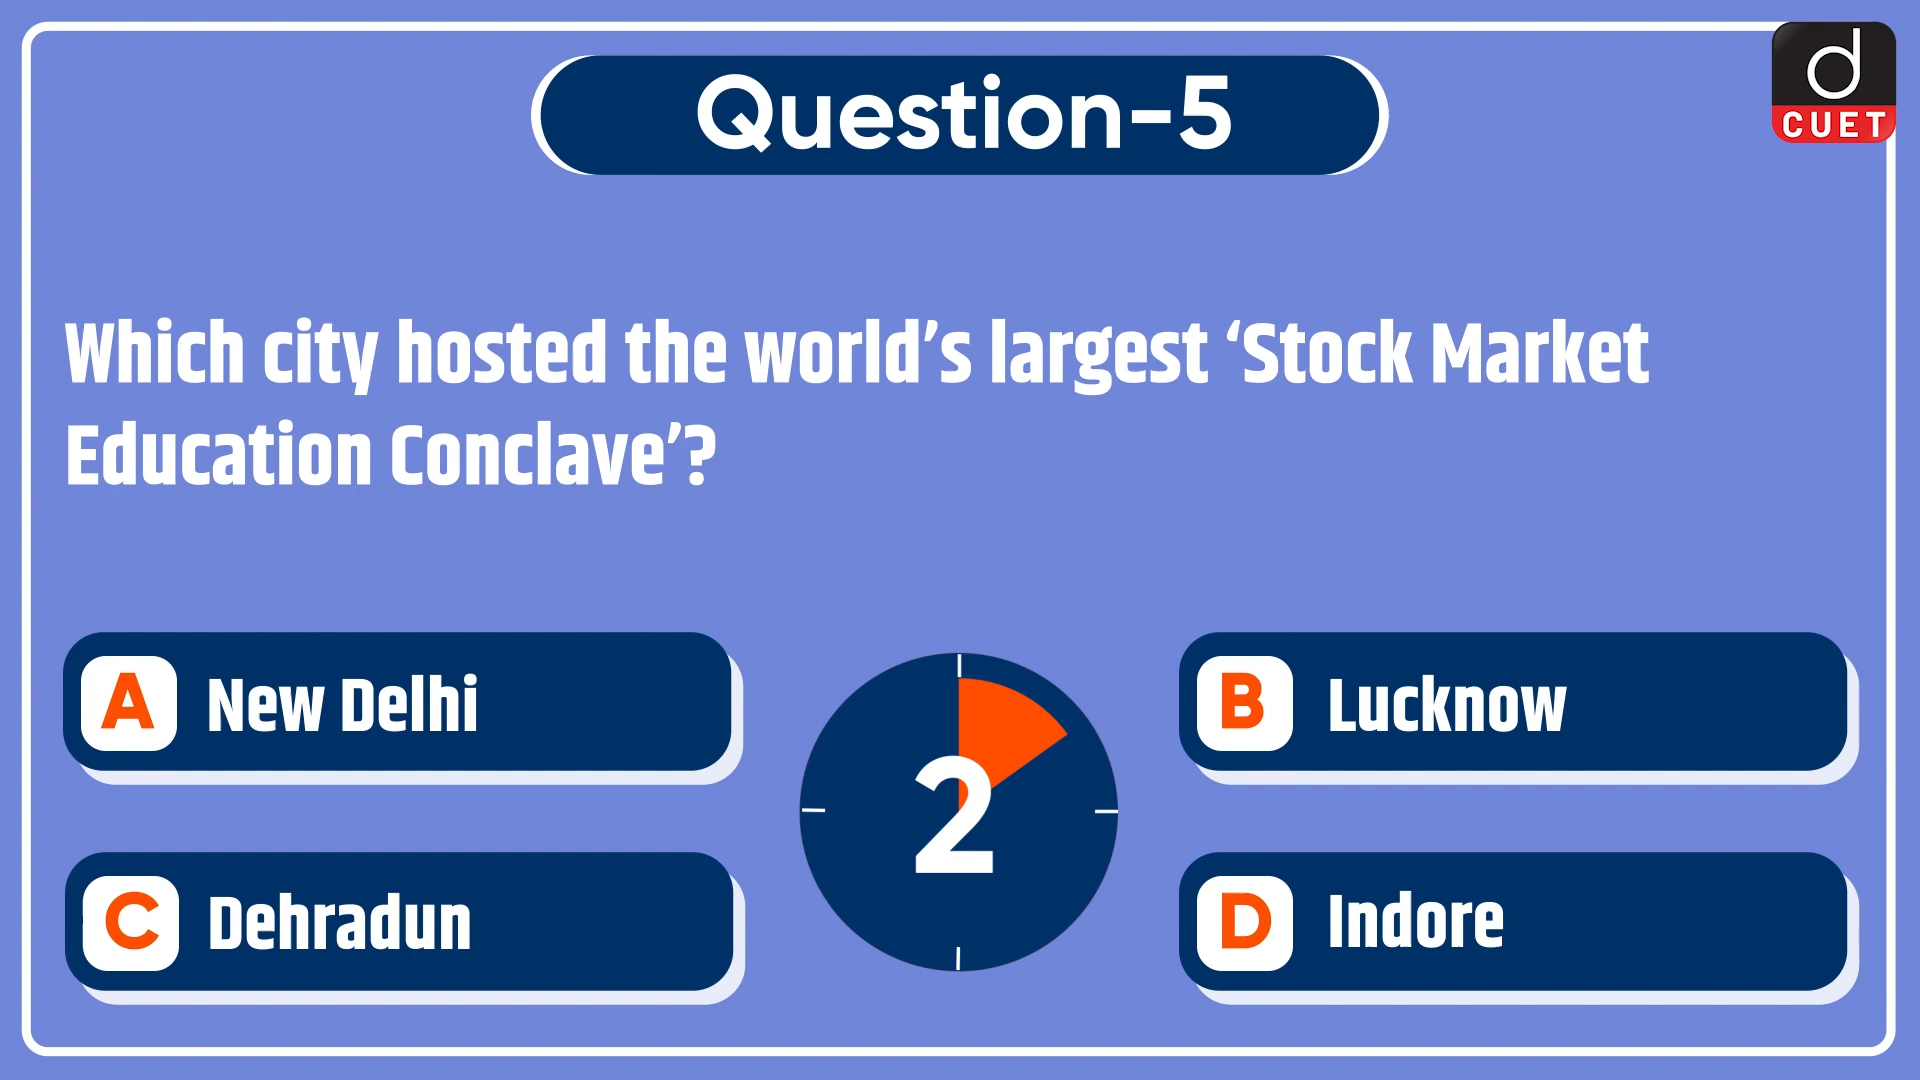 Question-5
d
CUET
Which city hosted the world’s largest ‘Stock Market
Education Conclave’?
A New Delhi
B Lucknow
2
C Dehradun
D Indore